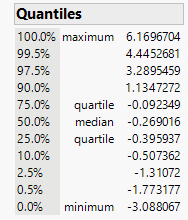 Quantiles
100.0% maximum 6.1696704
99.5% 4.4452681
97.5% 3.2895459
90.0% 1.1347272
75.0% quartile -0.092349
50.0% median -0.269016
25.0% quartile -0.395937
10.0% -0.507362
2.5% -1.31072
0.5% -1.773177
0.0% minimum -3.088067